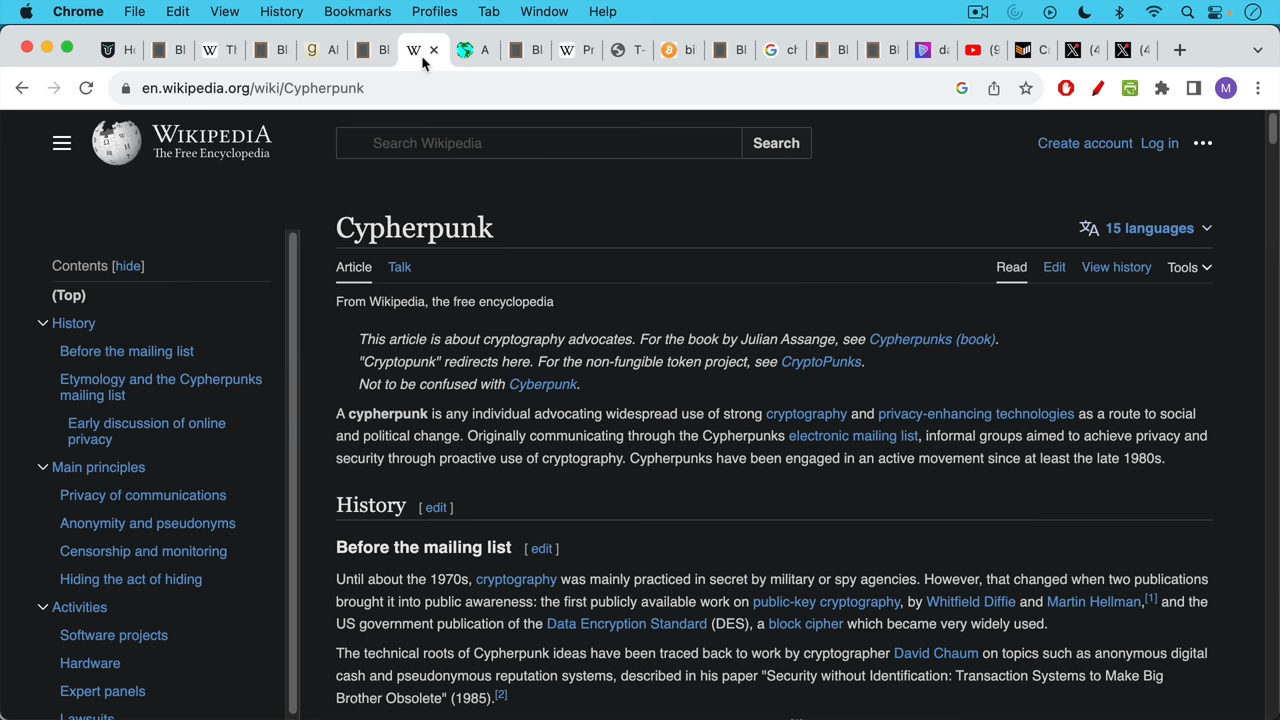 Chrome File Edit View History Bookmarks Profiles Tab Window Help
en.wikipedia.org/wiki/Cypherpunk
M
WIKIPEDIA
The Free Encyclopedia
Search Wikipedia
Search
Create account Log in
Cypherpunk
15 languages
Article Talk
Read Edit View history Tools
From Wikipedia, the free encyclopedia
This article is about cryptography advocates. For the book by Julian Assange, see Cypherpunks (book).
"Cryptopunk" redirects here. For the non-fungible token project, see CryptoPunks.
Not to be confused with Cyberpunk.
A cypherpunk is any individual advocating widespread use of strong cryptography and privacy-enhancing technologies as a route to social
and political change. Originally communicating through the Cypherpunks electronic mailing list, informal groups aimed to achieve privacy and
security through proactive use of cryptography. Cypherpunks have been engaged in an active movement since at least the late 1980s.
History [ edit ]
Before the mailing list [ edit ]
Until about the 1970s, cryptography was mainly practiced in secret by military or spy agencies. However, that changed when two publications
brought it into public awareness: the first publicly available work on public-key cryptography, by Whitfield Diffie and Martin Hellman,[1] and the
US government publication of the Data Encryption Standard (DES), a block cipher which became very widely used.
The technical roots of Cypherpunk ideas have been traced back to work by cryptographer David Chaum on topics such as anonymous digital
cash and pseudonymous reputation systems, described in his paper "Security without Identification: Transaction Systems to Make Big
Brother Obsolete" (1985).[2]
Contents [hide]
(Top)
History
Before the mailing list
Etymology and the Cypherpunks
mailing list
Early discussion of online
privacy
Main principles
Privacy of communications
Anonymity and pseudonyms
Censorship and monitoring
Hiding the act of hiding
Activities
Software projects
Hardware
Expert panels
Lawsuits